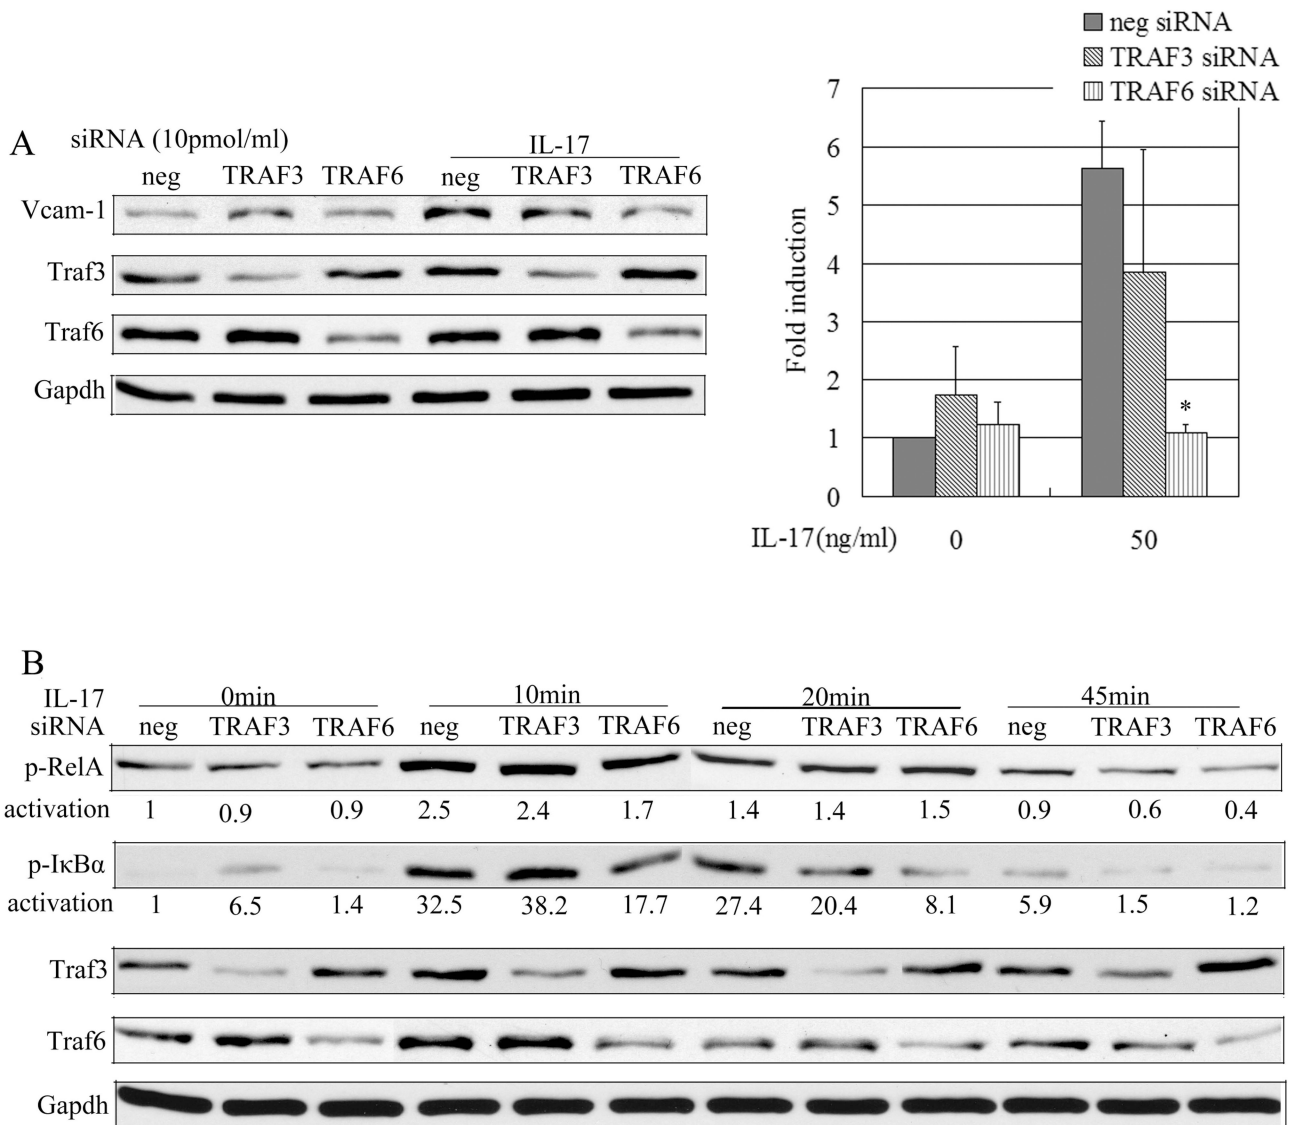 A
siRNA (10pmol/ml)
IL-17
neg TRAF3 TRAF6 neg TRAF3 TRAF6
Vcam-1
Traf3
Traf6
Gapdh
neg siRNA
TRAF3 siRNA
TRAF6 siRNA
7
6
5
4
3
2
1
0
Fold induction
*
IL-17(ng/ml) 0 50
B
IL-17 0min 10min 20min 45min
siRNA neg TRAF3 TRAF6 neg TRAF3 TRAF6 neg TRAF3 TRAF6 neg TRAF3 TRAF6
p-RelA
activation 1 0.9 0.9 2.5 2.4 1.7 1.4 1.4 1.5 0.9 0.6 0.4
p-IκBα
activation 1 6.5 1.4 32.5 38.2 17.7 27.4 20.4 8.1 5.9 1.5 1.2
Traf3
Traf6
Gapdh